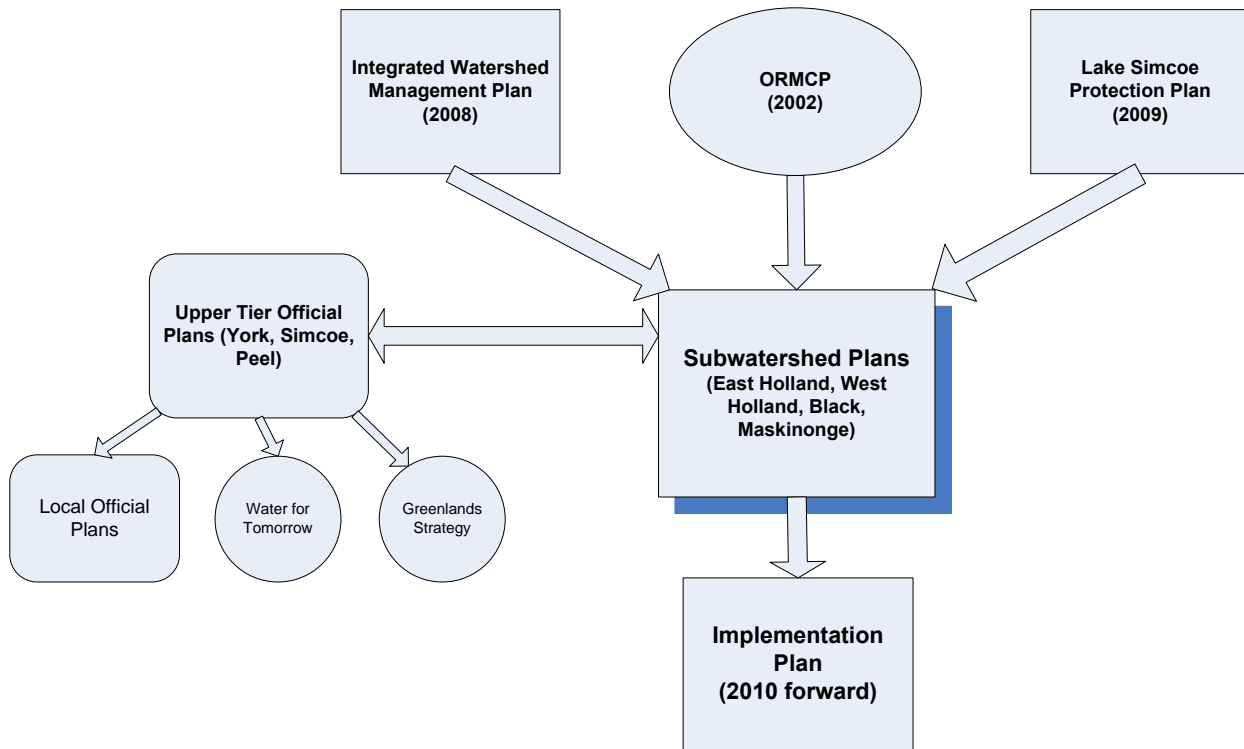 Integrated Watershed
Management Plan
(2008)
ORMCP
(2002)
Lake Simcoe
Protection Plan
(2009)
Upper Tier Official
Plans (York, Simcoe,
Peel)
Subwatershed Plans
(East Holland, West
Holland, Black,
Maskinonge)
Local Official
Plans
Water for
Tomorrow
Greenlands
Strategy
Implementation
Plan
(2010 forward)